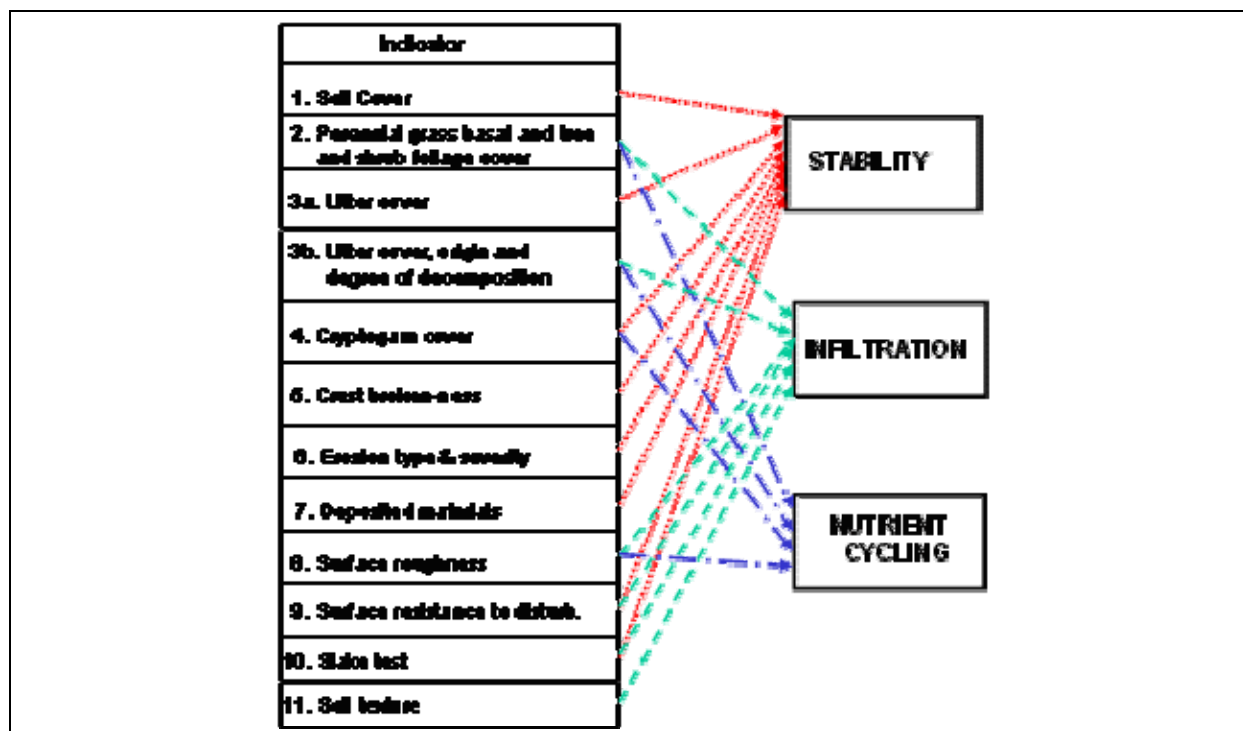 Indicator
1. Soil Cover
2. Perennial grass basal and tree
and shrub foliage cover
3a. Litter cover
3b. Litter cover, origin and
degree of decomposition
4. Cryptogam cover
5. Crust broken-ness
6. Erosion type & severity
7. Deposited materials
8. Surface roughness
9. Surface resistance to disturb.
10. Slake test
11. Soil texture
STABILITY
INFILTRATION
NUTRIENT
CYCLING